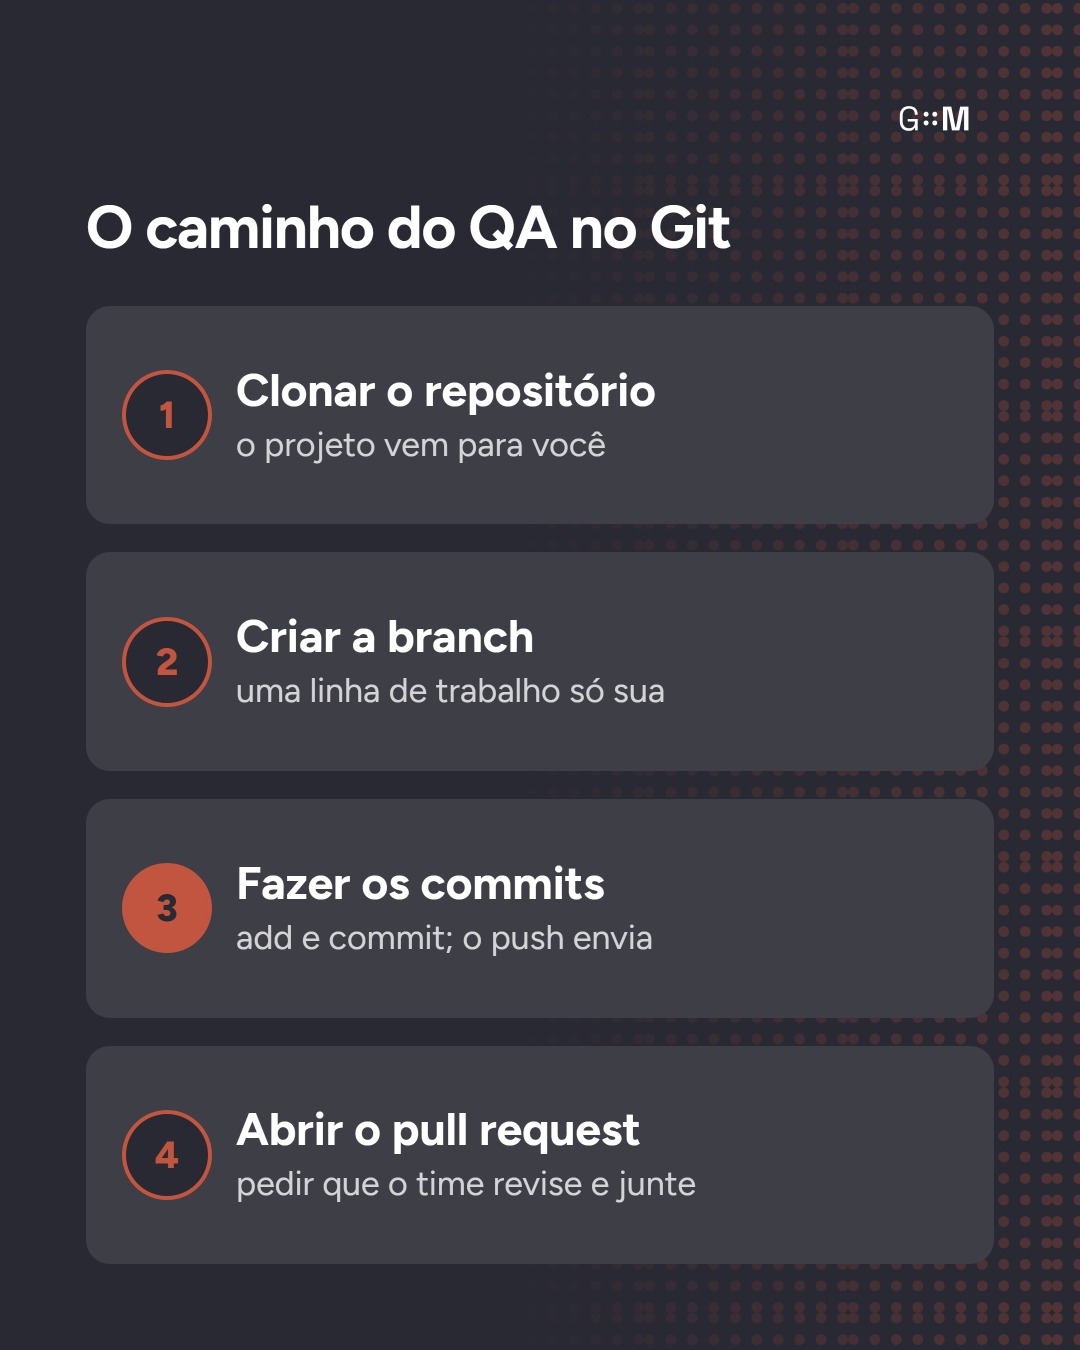 G::M
O caminho do QA no Git
1
Clonar o repositório
o projeto vem para você
2
Criar a branch
uma linha de trabalho só sua
3
Fazer os commits
add e commit; o push envia
4
Abrir o pull request
pedir que o time revise e junte